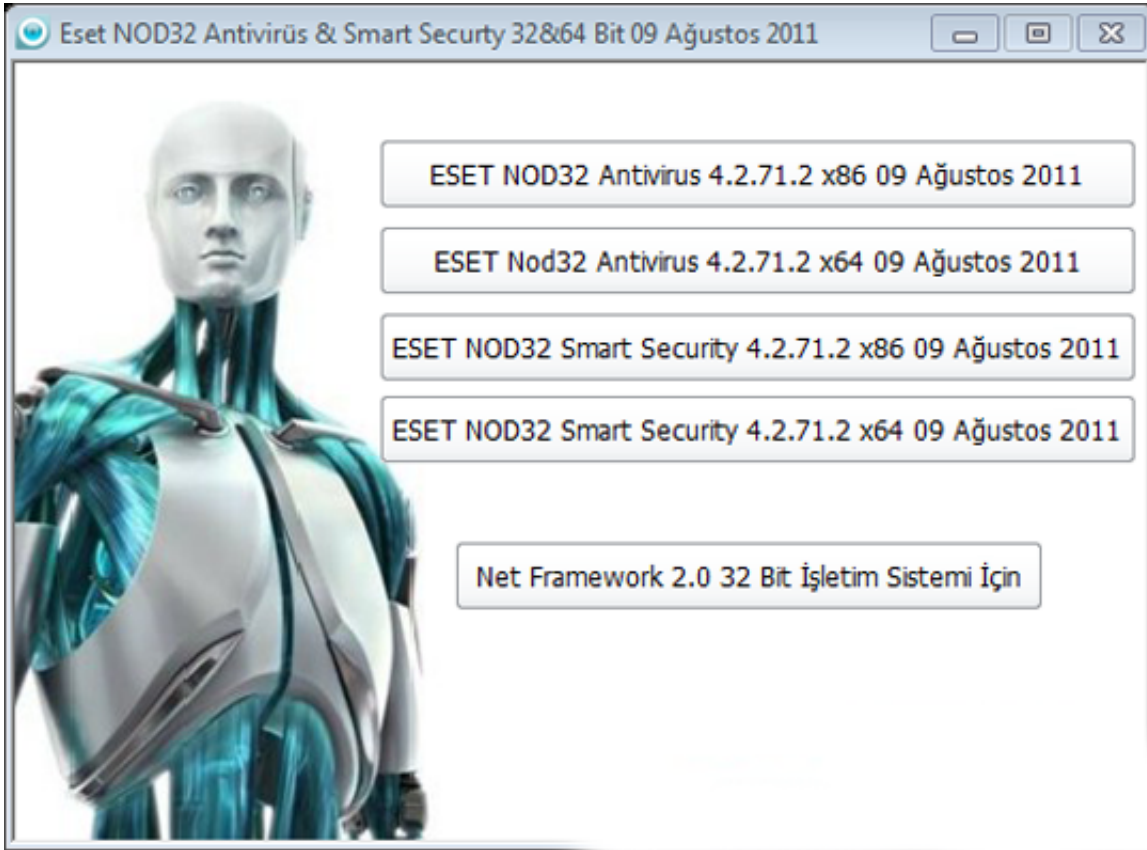 Eset NOD32 Antivirüs & Smart Securty 32&64 Bit 09 Ağustos 2011
ESET NOD32 Antivirus 4.2.71.2 x86 09 Ağustos 2011
ESET Nod32 Antivirus 4.2.71.2 x64 09 Ağustos 2011
ESET NOD32 Smart Security 4.2.71.2 x86 09 Ağustos 2011
ESET NOD32 Smart Security 4.2.71.2 x64 09 Ağustos 2011
Net Framework 2.0 32 Bit İşletim Sistemi İçin